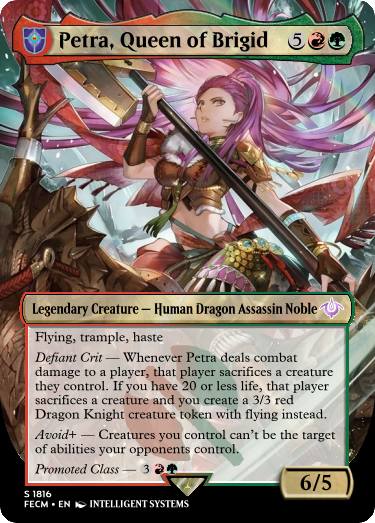 Petra, Queen of Brigid 5
Legendary Creature — Human Dragon Assassin Noble
Flying, trample, haste
Defiant Crit — Whenever Petra deals combat
damage to a player, that player sacrifices a creature
they control. If you have 20 or less life, that player
sacrifices a creature and you create a 3/3 red
Dragon Knight creature token with flying instead.
Avoid+ — Creatures you control can't be the target
of abilities your opponents control.
Promoted Class — 3
6/5
S 1816
FECM • EN INTELLIGENT SYSTEMS